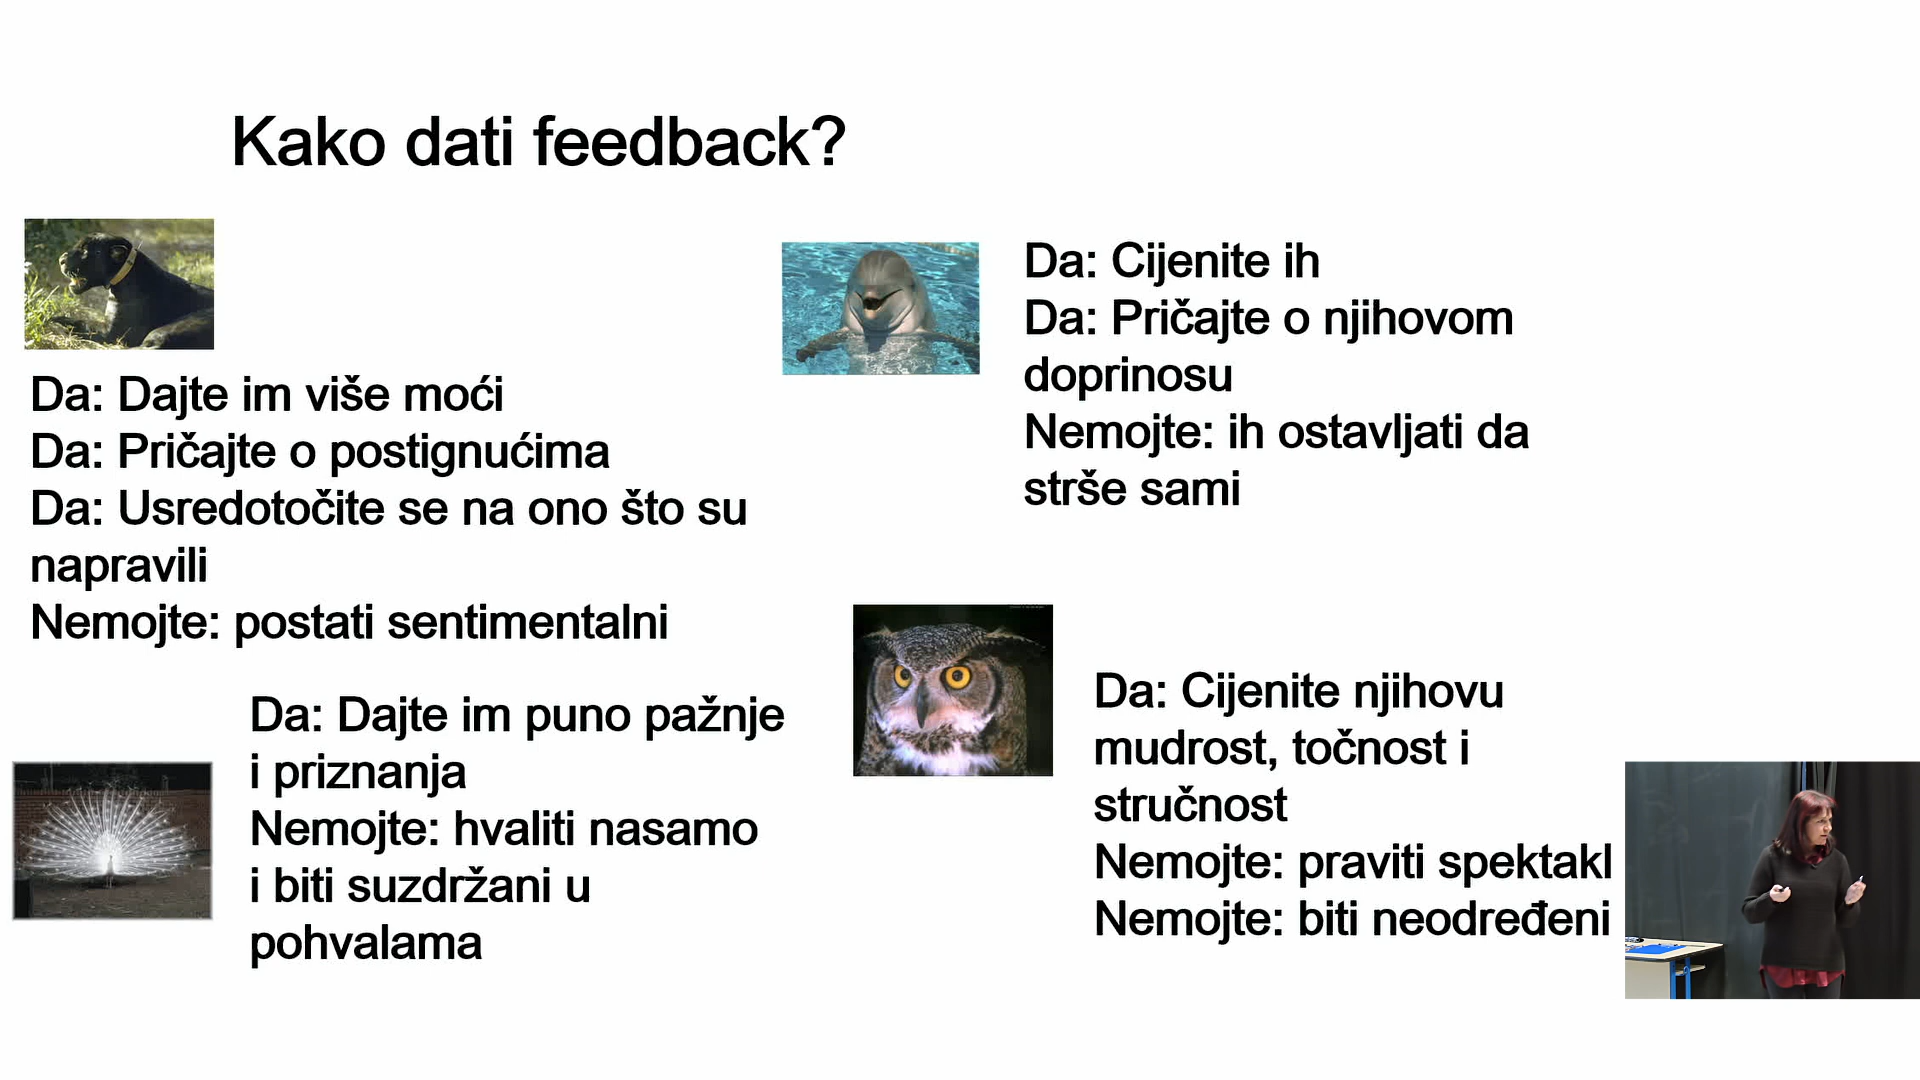 Kako dati feedback?
Da: Dajte im više moći
Da: Pričajte o postignućima
Da: Usredotočite se na ono što su
napravili
Nemojte: postati sentimentalni
Da: Cijenite ih
Da: Pričajte o njihovom
doprinosu
Nemojte: ih ostavljati da
strše sami
Da: Dajte im puno pažnje
i priznanja
Nemojte: hvaliti nasamo
i biti suzdržani u
pohvalama
Da: Cijenite njihovu
mudrost, točnost i
stručnost
Nemojte: praviti spektakl
Nemojte: biti neodređeni